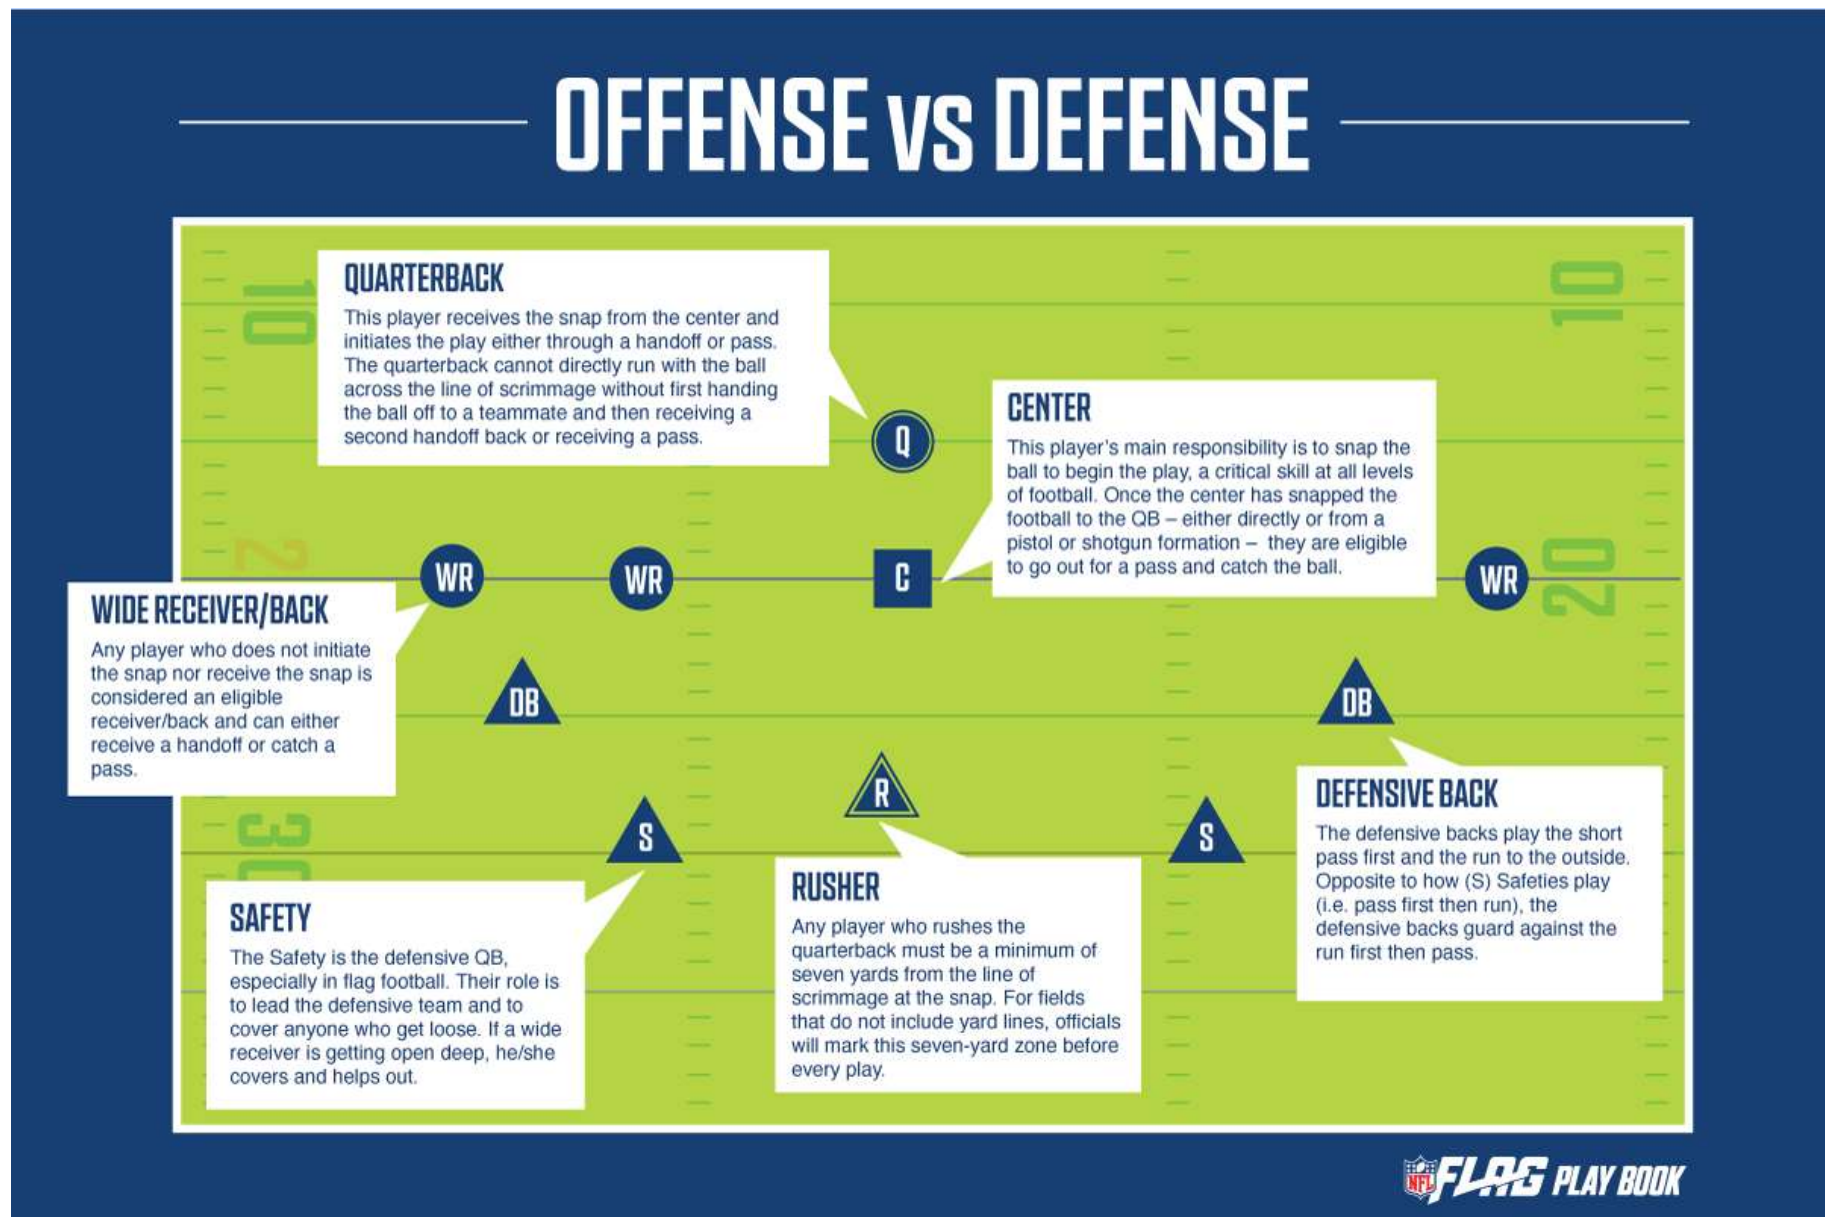 OFFENSE VS DEFENSE
QUARTERBACK
This player receives the snap from the center and
initiates the play either through a handoff or pass.
The quarterback cannot directly run with the ball
across the line of scrimmage without first handing
the ball off to a teammate and then receiving a
second handoff back or receiving a pass.
10
10
Q
CENTER
This player's main responsibility is to snap the
ball to begin the play, a critical skill at all levels
of football. Once the center has snapped the
football to the QB – either directly or from a
pistol or shotgun formation – they are eligible
to go out for a pass and catch the ball.
2
WR
WR
C
WR
20
WIDE RECEIVER/BACK
Any player who does not initiate
the snap nor receive the snap is
considered an eligible
receiver/back and can either
receive a handoff or catch a
pass.
DB
DB
R
S
S
30
DEFENSIVE BACK
The defensive backs play the short
pass first and the run to the outside.
Opposite to how (S) Safeties play
(i.e. pass first then run), the
defensive backs guard against the
run first then pass.
SAFETY
The Safety is the defensive QB,
especially in flag football. Their role is
to lead the defensive team and to
cover anyone who get loose. If a wide
receiver is getting open deep, he/she
covers and helps out.
RUSHER
Any player who rushes the
quarterback must be a minimum of
seven yards from the line of
scrimmage at the snap. For fields
that do not include yard lines, officials
will mark this seven-yard zone before
every play.
NFL FLAG PLAY BOOK